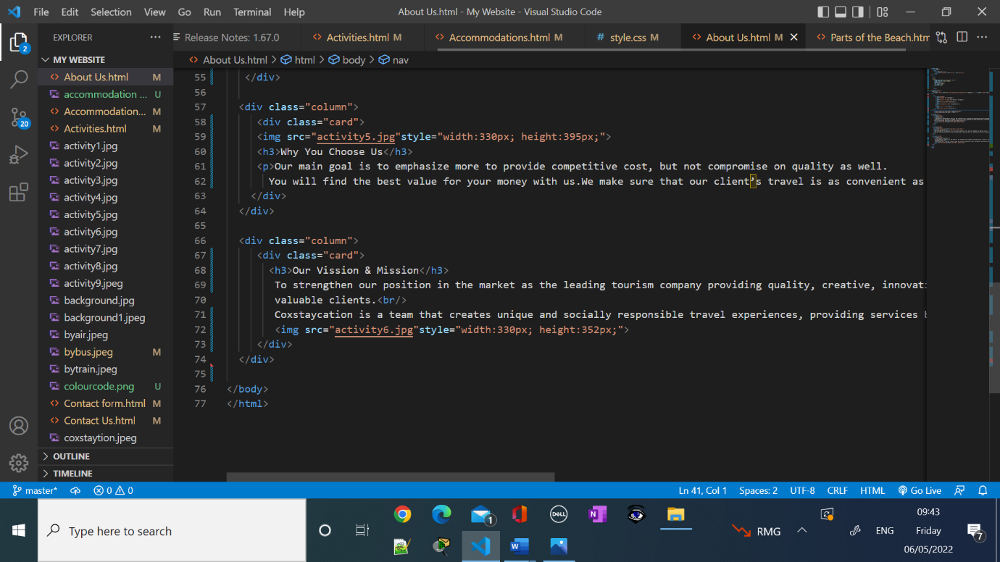 File Edit Selection View Go Run Terminal Help About Us.html - My Website - Visual Studio Code
EXPLORER ··· Release Notes: 1.67.0 Activities.html M Accommodations.html M # style.css M About Us.html M Parts of the Beach.htm ···
2
MY WEBSITE
About Us.html > html > body > nav
About Us.html M
accommodation ... U
Accommodation... M
Activities.html M
activity1.jpg
activity2.jpg
activity3.jpg
activity4.jpg
activity5.jpg
activity6.jpg
activity7.jpg
activity8.jpg
activity9.jpeg
background.jpg
background1.jpeg
byair.jpeg
bybus.jpeg M
bytrain.jpeg
colourcode.png U
Contact form.html M
Contact Us.html M
coxstaytion.jpeg
OUTLINE
TIMELINE
20
55 </div>
56
57 <div class="column">
58 <div class="card">
59 <img src="activity5.jpg"style="width:330px; height:395px;">
60 <h3>Why You Choose Us</h3>
61 <p>Our main goal is to emphasize more to provide competitive cost, but not compromise on quality as well.
62 You will find the best value for your money with us.We make sure that our client’s travel is as convenient as
63 </div>
64 </div>
65
66 <div class="column">
67 <div class="card">
68 <h3>Our Vission & Mission</h3>
69 To strengthen our position in the market as the leading tourism company providing quality, creative, innovati
70 valuable clients.<br/>
71 Coxstaycation is a team that creates unique and socially responsible travel experiences, providing services b
72 <img src="activity6.jpg"style="width:330px; height:352px;">
73 </div>
74 </div>
75
76 </body>
77 </html>
master* 0 0 Ln 41, Col 1 Spaces: 2 UTF-8 CRLF HTML Go Live
Type here to search
1
DELL
N
W
RMG
ENG
09:43
Friday
06/05/2022
7